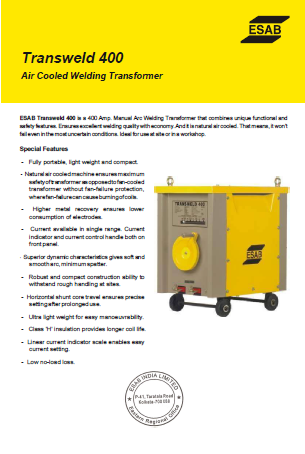 ESAB
Transweld 400
Air Cooled Welding Transformer
ESAB Transweld 400 is a 400 Amp. Manual Arc Welding Transformer that combines unique functional and
safety features. Ensures excellent welding quality with economy. And it is natural air cooled. That means, it won't
fail even in the most uncertain conditions. Ideal for use at site or in a workshop.
Special Features
- Fully portable, light weight and compact.
- Natural air cooled machine ensures maximum
safety of transformer as opposed to fan-cooled
transformer without fan-failure protection,
where fan-failure can cause burning of coils.
- Higher metal recovery ensures lower
consumption of electrodes.
- Current available in single range. Current
indicator and current control handle both on
front panel.
- Superior dynamic characteristics gives soft and
smooth arc, minimum spatter.
- Robust and compact construction ability to
withstand rough handling at sites.
- Horizontal shunt core travel ensures precise
setting after prolonged use.
- Ultra light weight for easy manoeuvrability.
- Class 'H' insulation provides longer coil life.
- Linear current indicator scale enables easy
current setting.
- Low no-load loss.
TRANSWELD 400
ESAB
ESAB INDIA LIMITED
P-41, Taratala Road
Kolkata-700 088
Eastern Regional Office